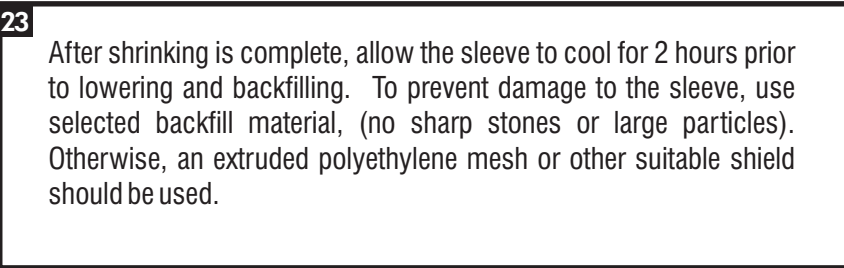 23
After shrinking is complete, allow the sleeve to cool for 2 hours prior
to lowering and backfilling. To prevent damage to the sleeve, use
selected backfill material, (no sharp stones or large particles).
Otherwise, an extruded polyethylene mesh or other suitable shield
should be used.